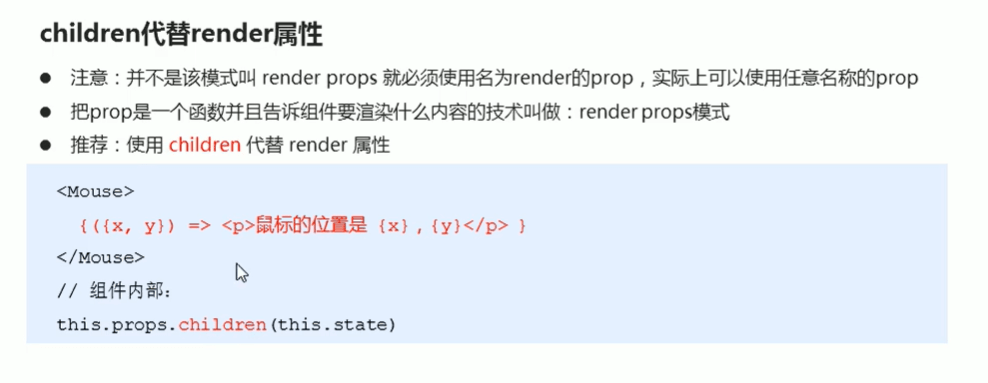 children代替render属性
● 注意：并不是该模式叫 render props 就必须使用名为render的prop，实际上可以使用任意名称的prop
● 把prop是一个函数并且告诉组件要渲染什么内容的技术叫做：render props模式
● 推荐：使用 children 代替 render 属性
<Mouse>
{({x, y}) => <p>鼠标的位置是 {x}，{y}</p> }
</Mouse>
// 组件内部：
this.props.children(this.state)